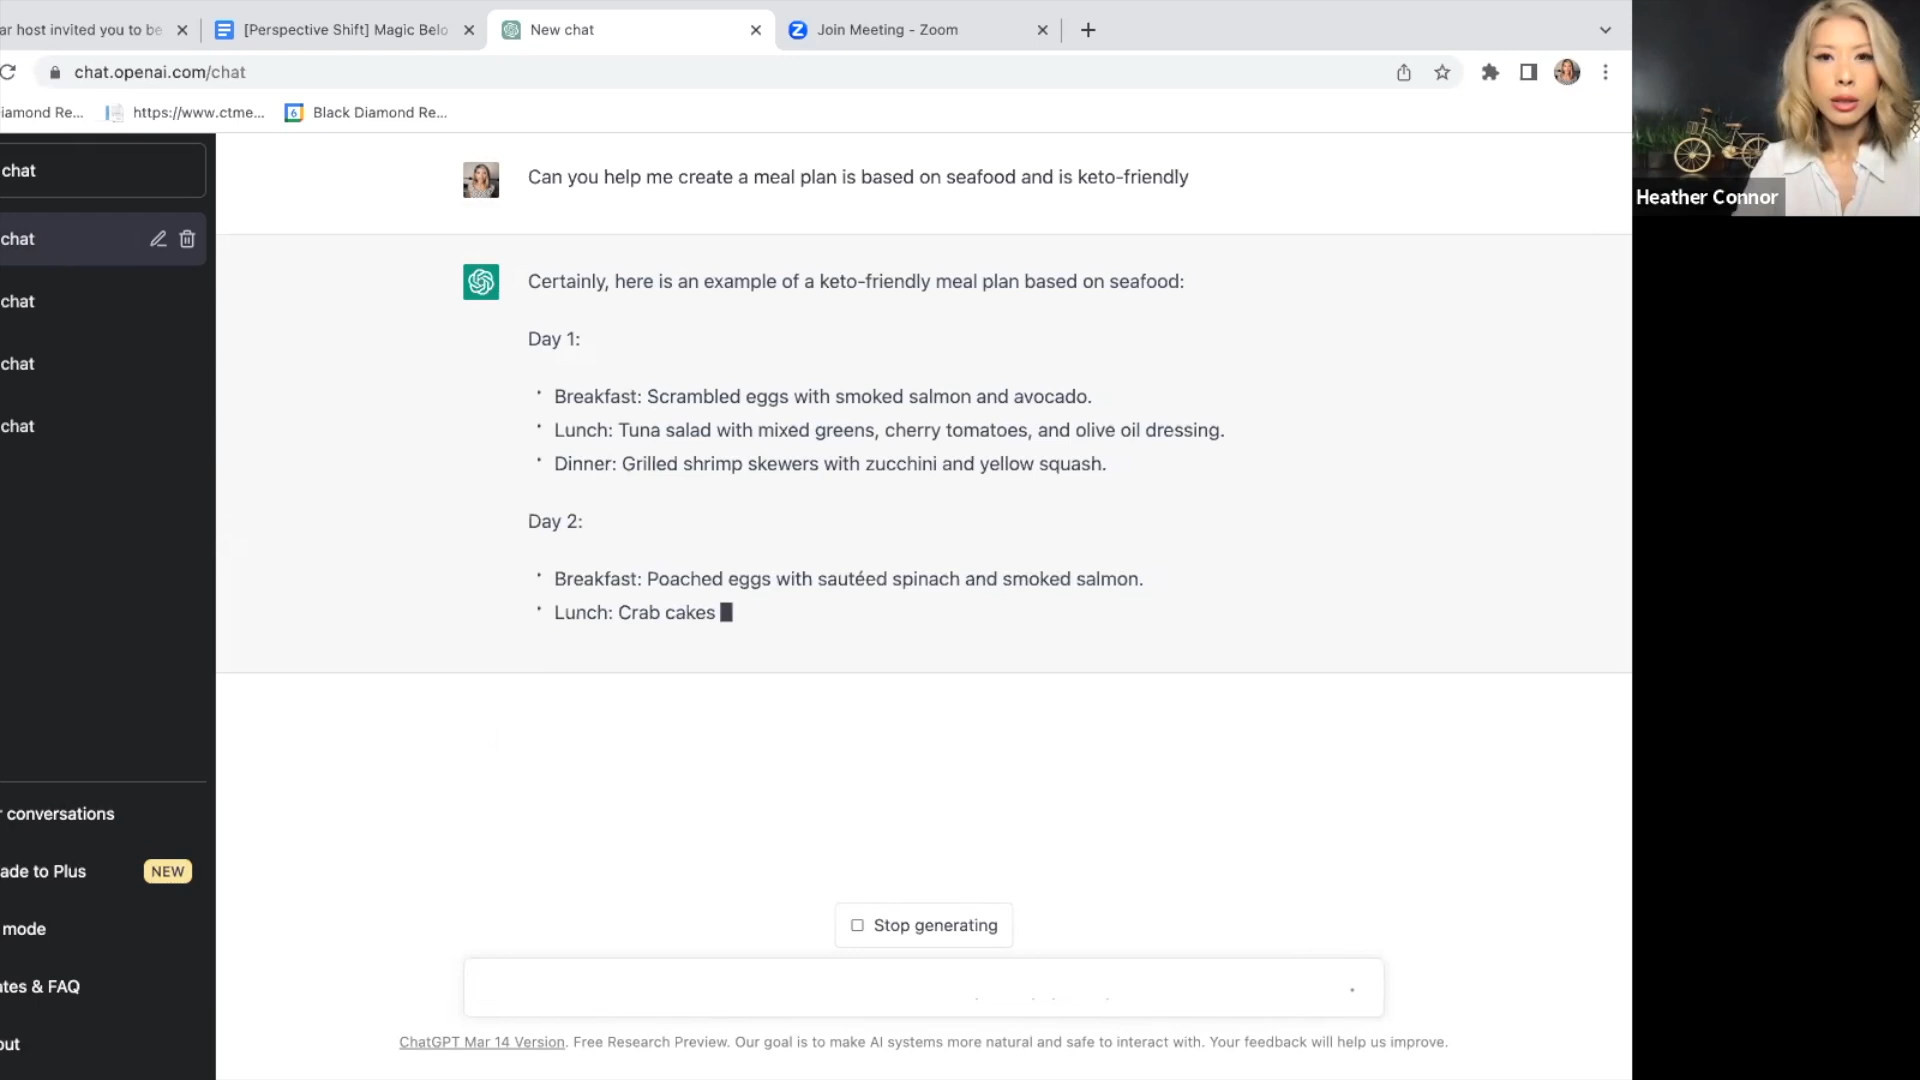 ar host invited you to be
[Perspective Shift] Magic Belo
New chat
Join Meeting - Zoom
chat.openai.com/chat
iamond Re...
https://www.ctme...
6
Black Diamond Re...
chat
chat
chat
chat
chat
r conversations
ade to Plus
NEW
mode
ates & FAQ
out
Can you help me create a meal plan is based on seafood and is keto-friendly
Certainly, here is an example of a keto-friendly meal plan based on seafood:
Day 1:
• Breakfast: Scrambled eggs with smoked salmon and avocado.
• Lunch: Tuna salad with mixed greens, cherry tomatoes, and olive oil dressing.
• Dinner: Grilled shrimp skewers with zucchini and yellow squash.
Day 2:
• Breakfast: Poached eggs with sautéed spinach and smoked salmon.
• Lunch: Crab cakes
Stop generating
ChatGPT Mar 14 Version. Free Research Preview. Our goal is to make AI systems more natural and safe to interact with. Your feedback will help us improve.
Heather Connor